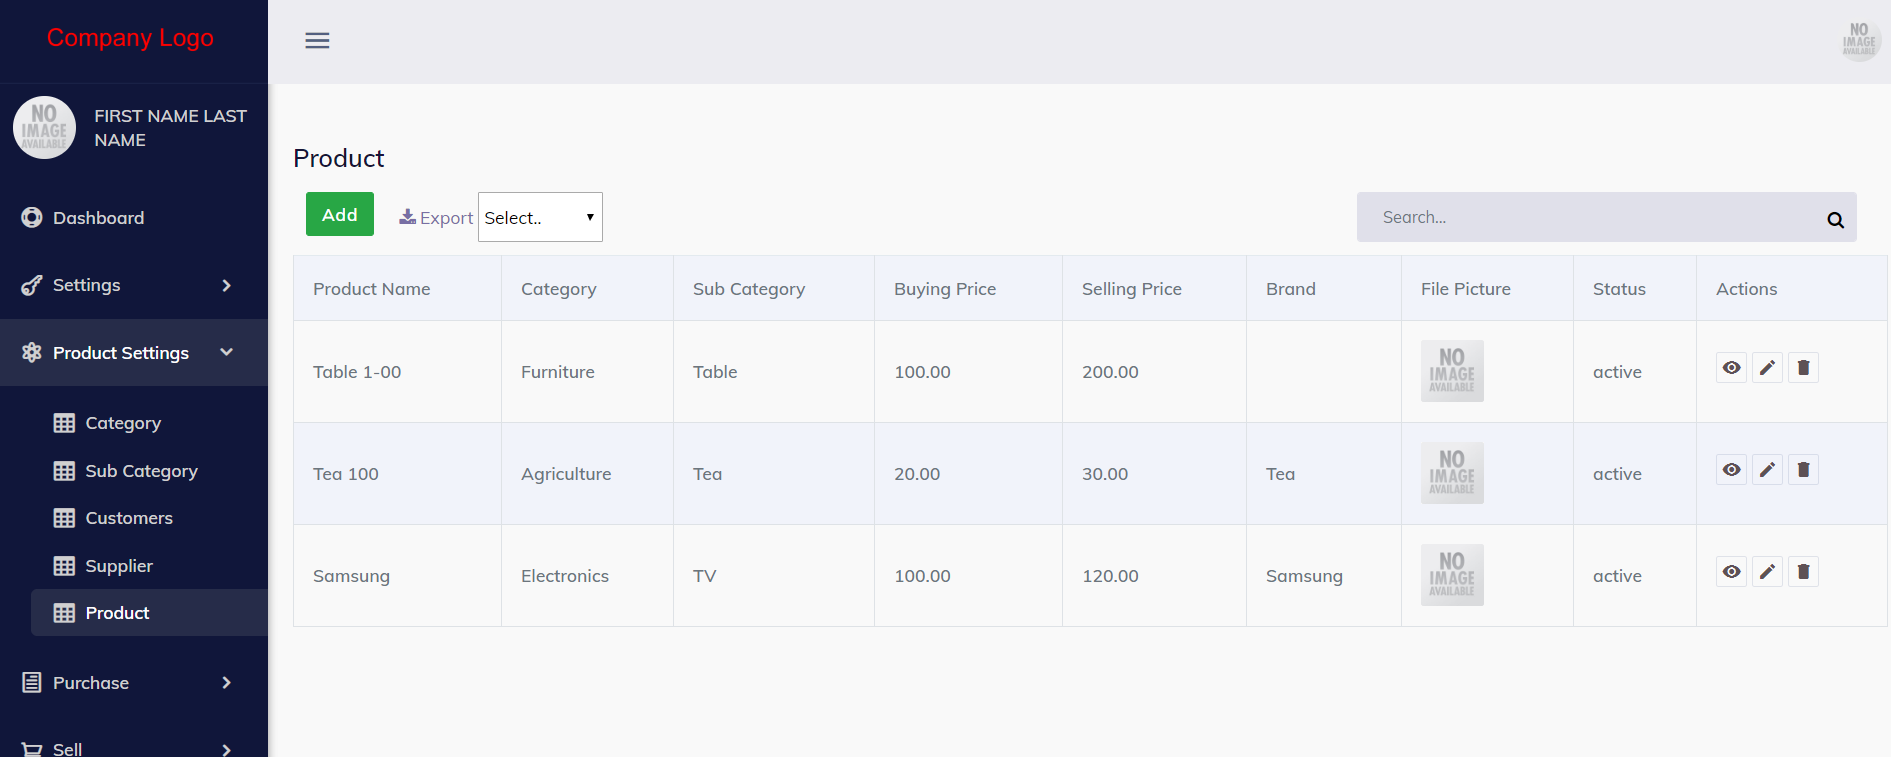 Company Logo
NO
IMAGE
AVAILABLE
NO
IMAGE
AVAILABLE
FIRST NAME LAST
NAME
Dashboard
Settings
Product Settings
Category
Sub Category
Customers
Supplier
Product
Purchase
Sell
Product
Add
Export Select..
Search...
Product Name Category Sub Category Buying Price Selling Price Brand File Picture Status Actions
Table 1-00 Furniture Table 100.00 200.00 NO IMAGE AVAILABLE active
Tea 100 Agriculture Tea 20.00 30.00 Tea NO IMAGE AVAILABLE active
Samsung Electronics TV 100.00 120.00 Samsung NO IMAGE AVAILABLE active